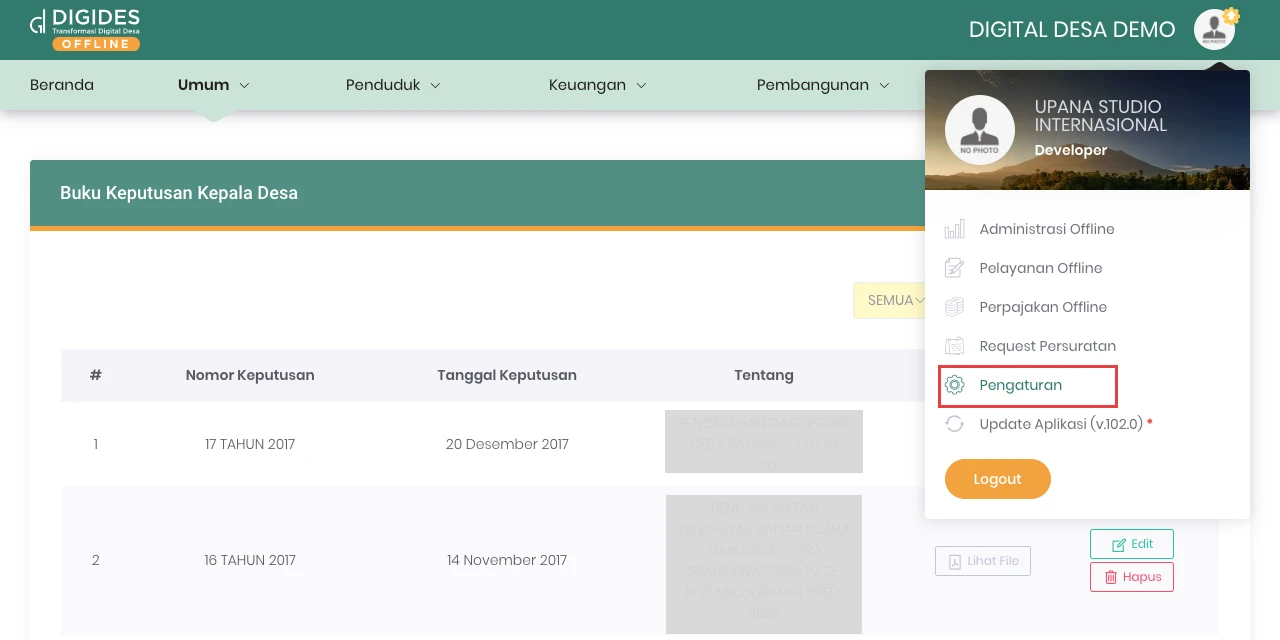 DIGIDES
Transformasi Digital Desa
OFFLINE
DIGITAL DESA DEMO
NO PHOTO
Beranda
Umum
Penduduk
Keuangan
Pembangunan
UPANA STUDIO
INTERNASIONAL
Developer
NO PHOTO
Buku Keputusan Kepala Desa
Administrasi Offline
Pelayanan Offline
SEMUA
Perpajakan Offline
Request Persuratan
Pengaturan
Update Aplikasi (v.102.0) *
Logout
# Nomor Keputusan Tanggal Keputusan Tentang
1 17 TAHUN 2017 20 Desember 2017
2 16 TAHUN 2017 14 November 2017
Lihat File
Edit
Hapus